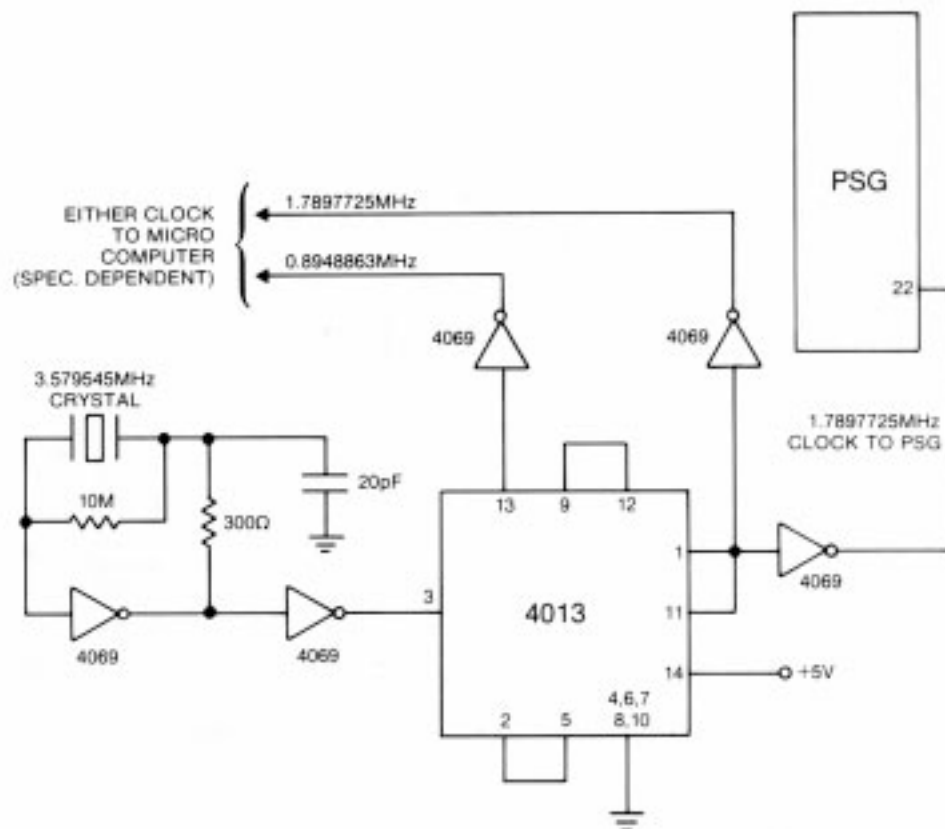 PSG
22
1.7897725MHz
EITHER CLOCK
TO MICRO
COMPUTER
(SPEC. DEPENDENT)
0.8948863MHz
4069
4069
3.579545MHz
CRYSTAL
1.7897725MHz
CLOCK TO PSG
10M
300Ω
20pF
13
9
12
1
4069
3
4013
11
4069
4069
14
+5V
4,6,7
8,10
2
5